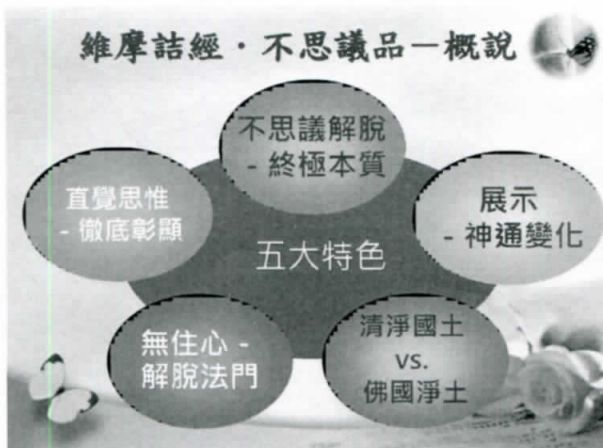 維摩詰經・不思議品－概說
不思議解脫
- 終極本質
直覺思惟
- 徹底彰顯
展示
- 神通變化
五大特色
無住心 -
解脫法門
清淨國土
vs.
佛國淨土